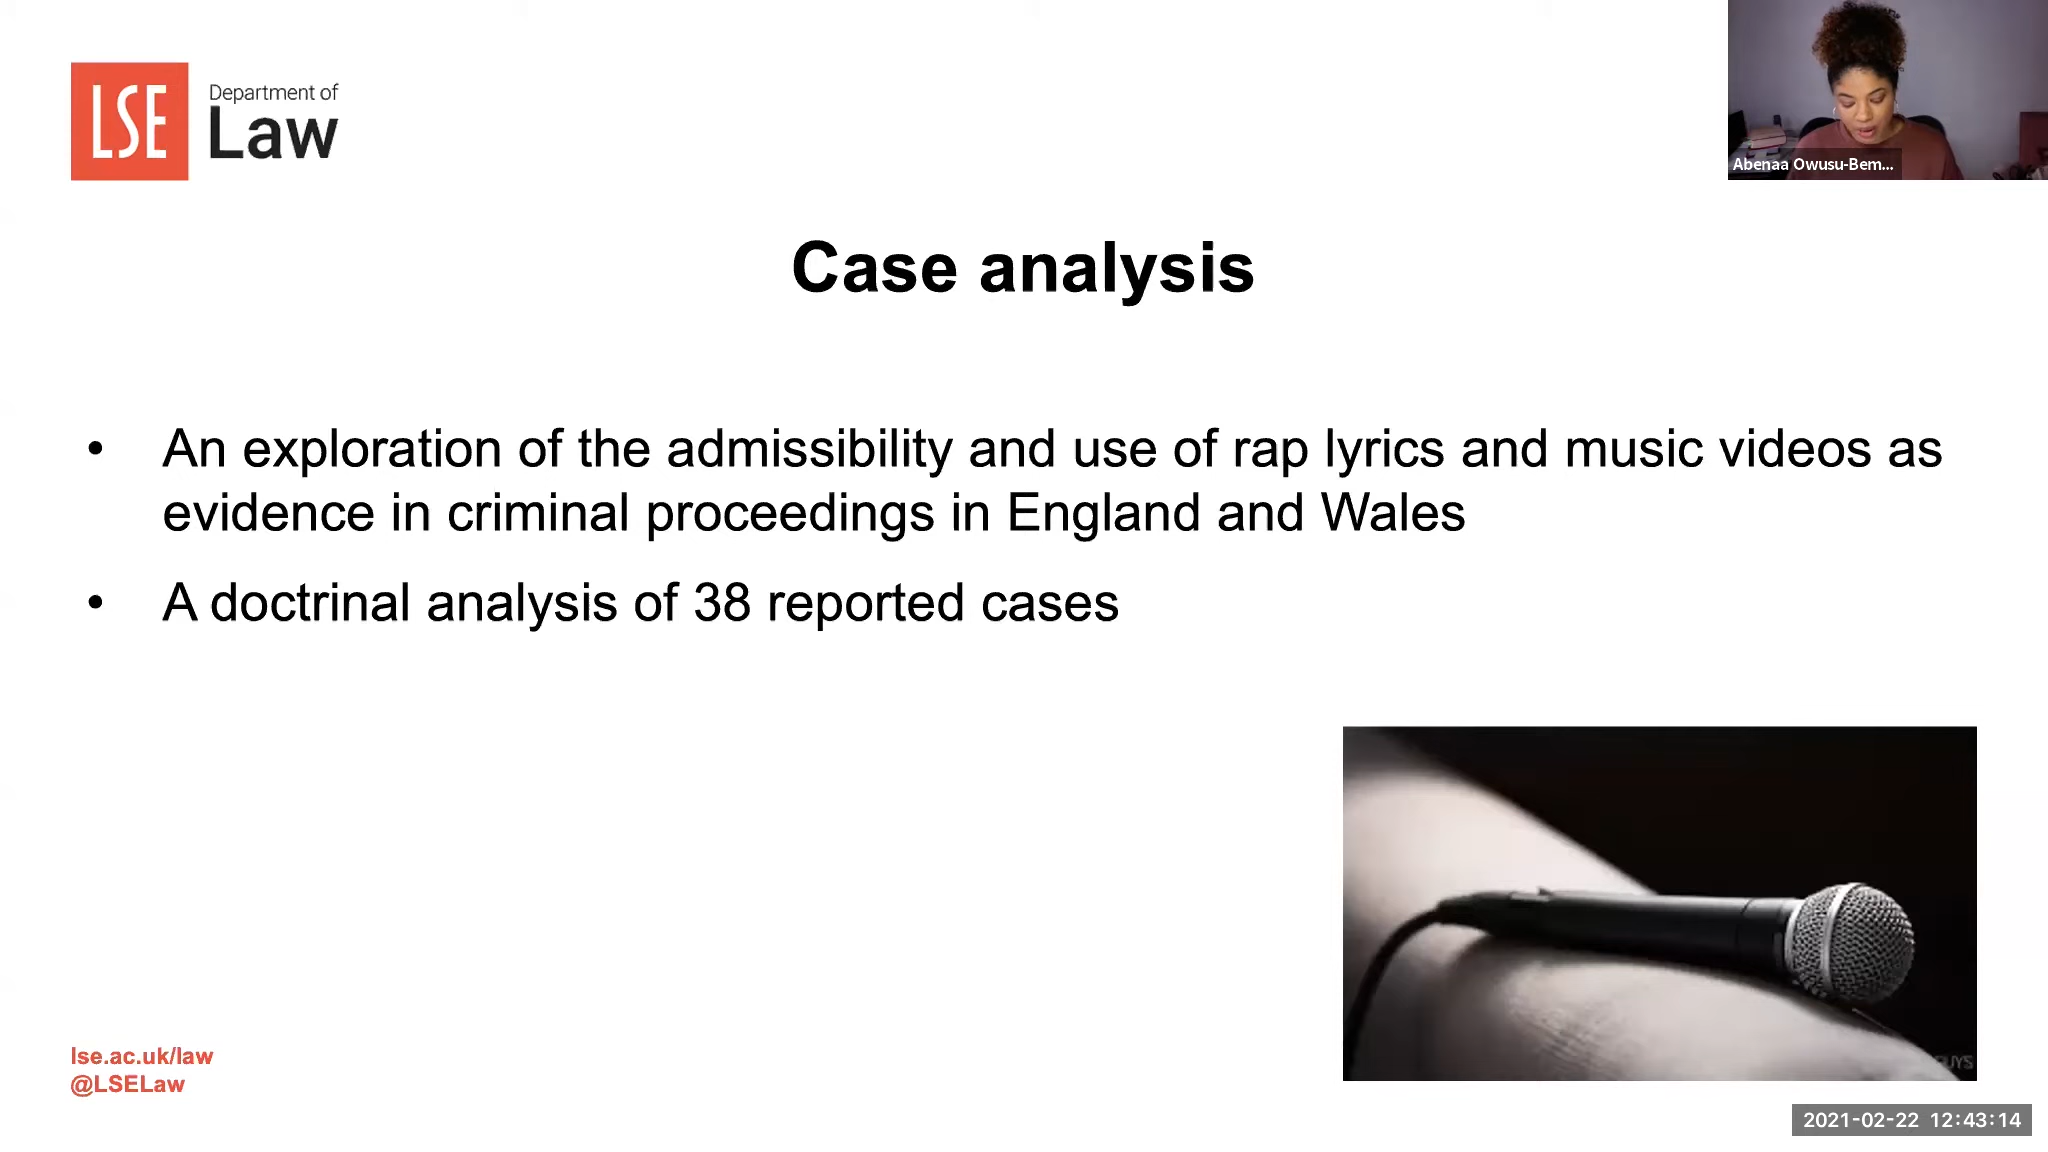 LSE
Department of
Law
Abenaa Owusu-Bem...
Case analysis
• An exploration of the admissibility and use of rap lyrics and music videos as
evidence in criminal proceedings in England and Wales
• A doctrinal analysis of 38 reported cases
lse.ac.uk/law
@LSELaw
2021-02-22 12:43:14